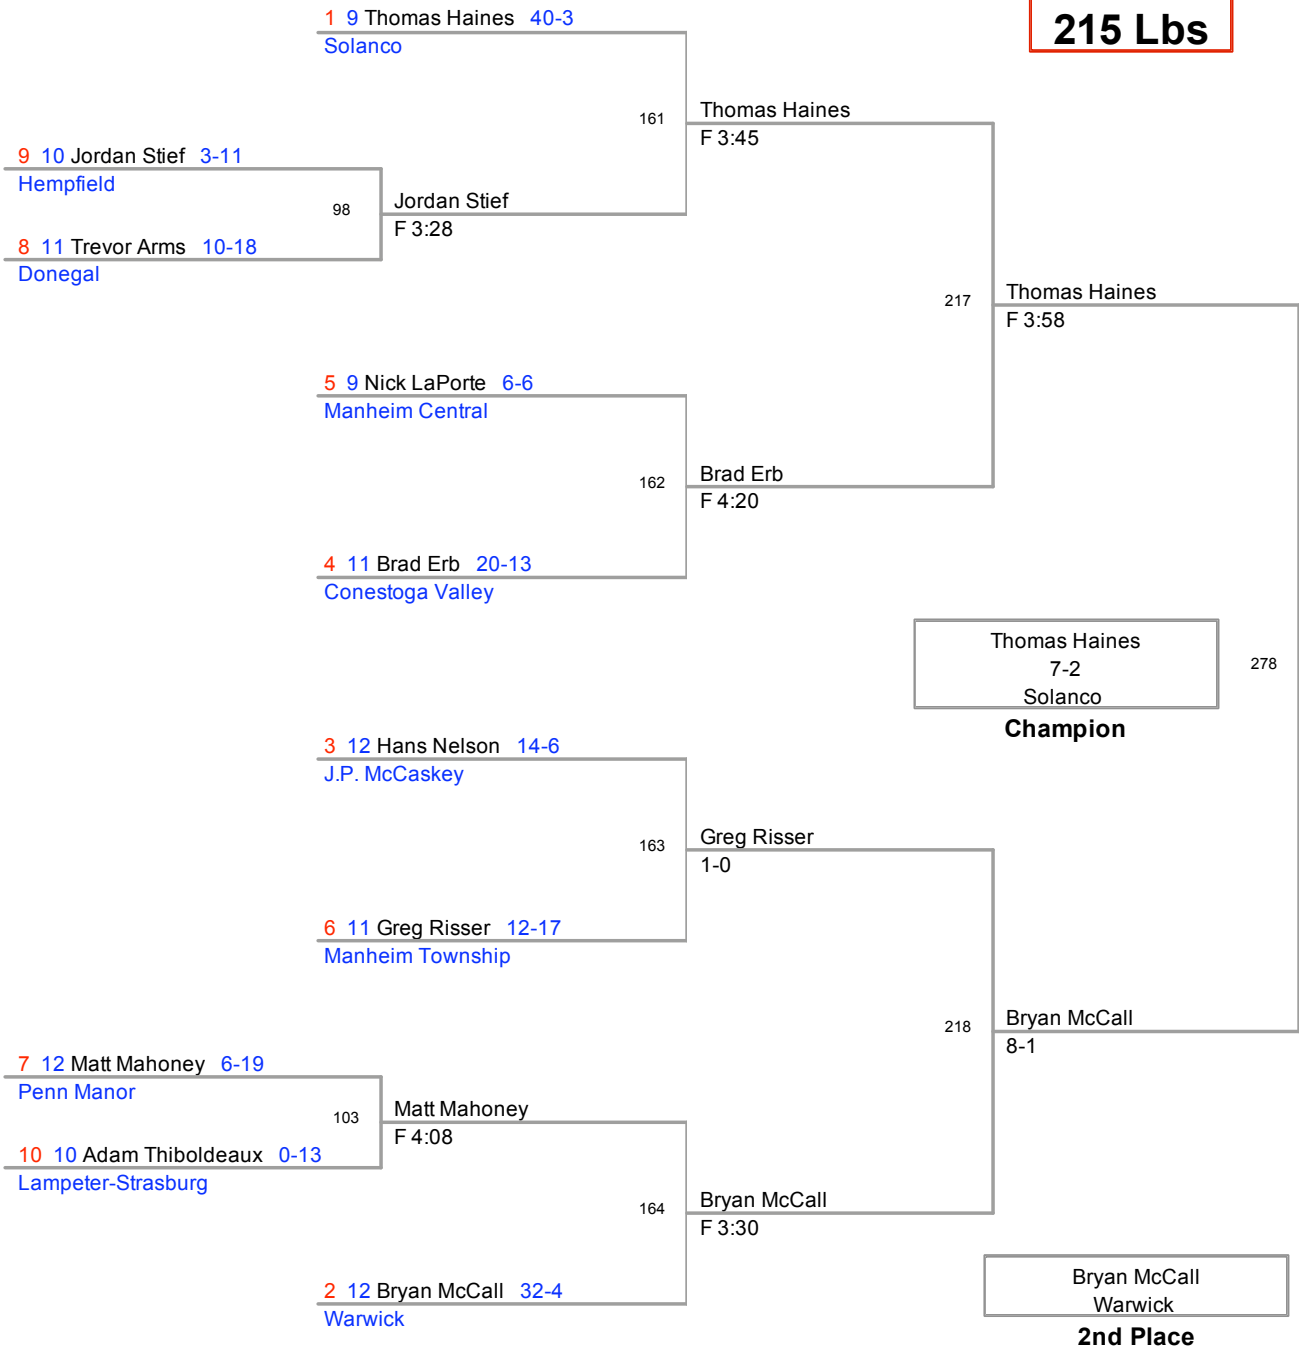 215 Lbs
1 9 Thomas Haines 40-3
Solanco
161
Thomas Haines
F 3:45
9 10 Jordan Stief 3-11
Hempfield
98
Jordan Stief
F 3:28
8 11 Trevor Arms 10-18
Donegal
217
Thomas Haines
F 3:58
5 9 Nick LaPorte 6-6
Manheim Central
162
Brad Erb
F 4:20
4 11 Brad Erb 20-13
Conestoga Valley
Thomas Haines
7-2
Solanco
Champion
278
3 12 Hans Nelson 14-6
J.P. McCaskey
163
Greg Risser
1-0
6 11 Greg Risser 12-17
Manheim Township
218
Bryan McCall
8-1
7 12 Matt Mahoney 6-19
Penn Manor
103
Matt Mahoney
F 4:08
10 10 Adam Thiboldeaux 0-13
Lampeter-Strasburg
164
Bryan McCall
F 3:30
2 12 Bryan McCall 32-4
Warwick
Bryan McCall
Warwick
2nd Place